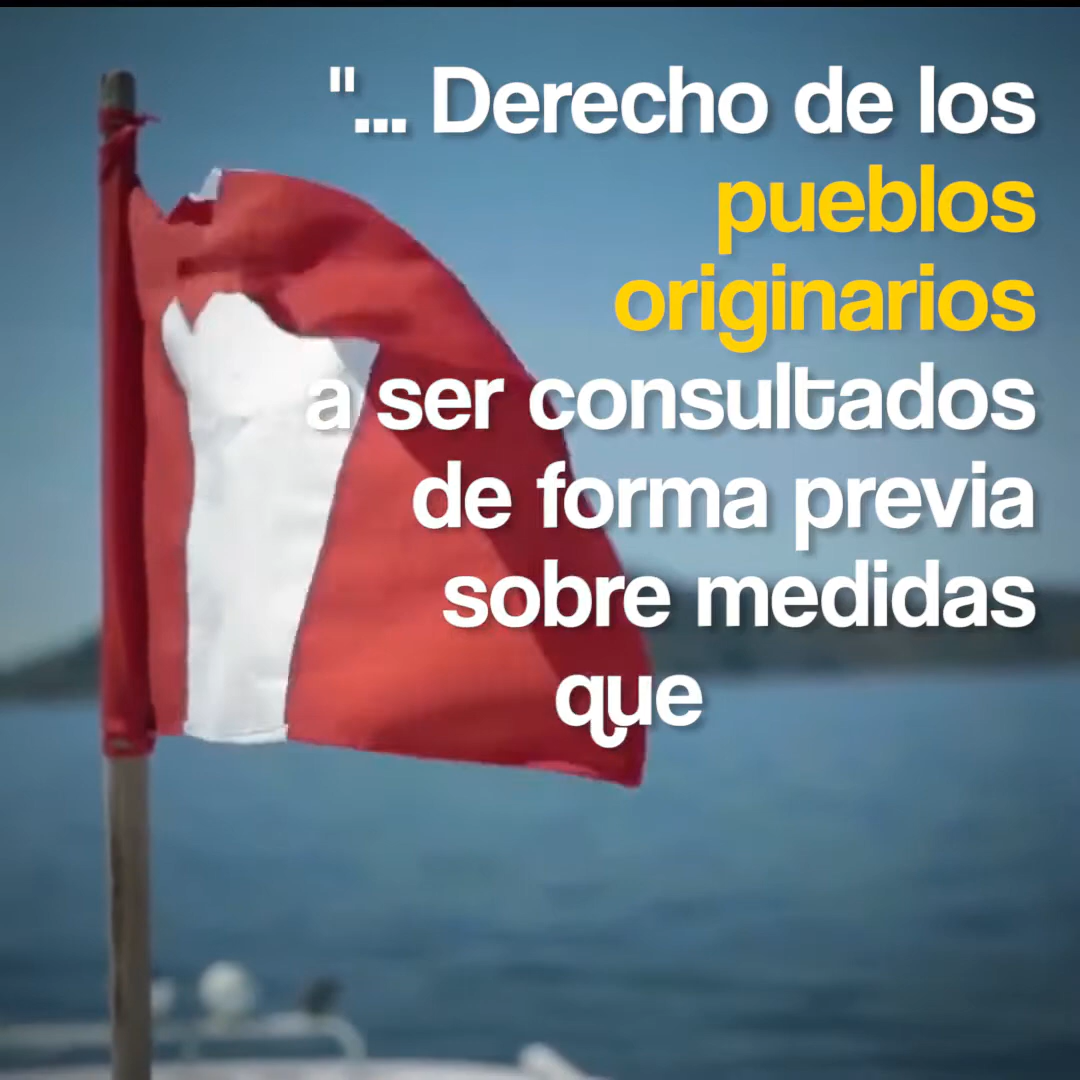 "... Derecho de los
pueblos
originarios
a ser consultados
de forma previa
sobre medidas
que